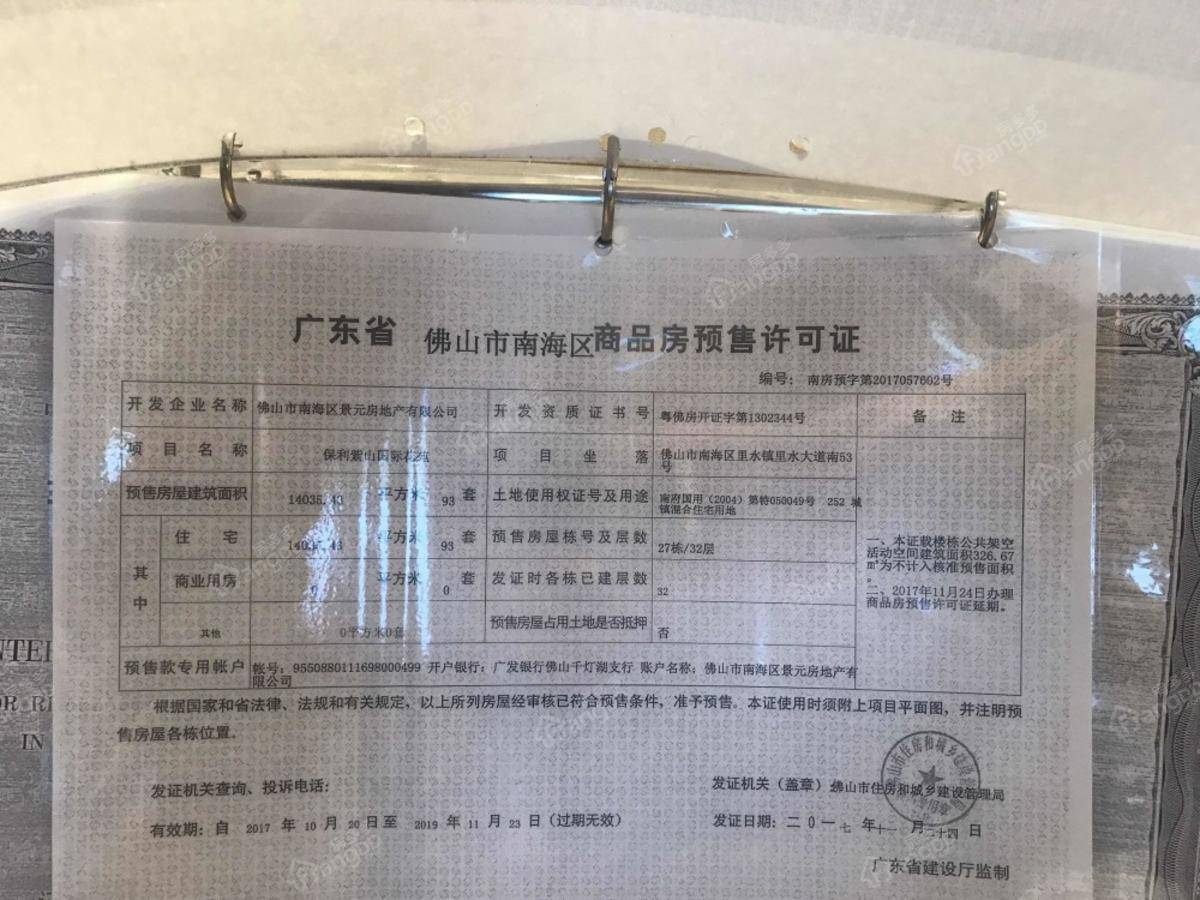 广东省 佛山市南海区商品房预售许可证
编号: 南房预字第2017057602号
开发企业名称 佛山市南海区景元房地产有限公司 开发资质证书号 粤佛房开证字第1302344号 备注
项目名称 保利紫山国际花苑 项目坐落 佛山市南海区里水镇里水大道南53
号
预售房屋建筑面积 平方米 93 套 土地使用权证号及用途 南府国用(2004)第特050049号 252 城
镇混合住宅用地
其中
住宅 平方米 93 套 预售房屋栋号及层数 27栋/32层
商业用房 0 平方米 0 套 发证时各栋已建层数 32
其他 0平方米0套 预售房屋占用土地是否抵押 否
一、本证载楼栋公共架空
活动空间建筑面积326.67
㎡为不计入核准预售面积
。
二、2017年11月24日办理
商品房预售许可证延期。
预售款专用帐户 帐号: 9550880111698000499 开户银行: 广发银行佛山千灯湖支行 账户名称: 佛山市南海区景元房地产有
限公司
根据国家和省法律、法规和有关规定,以上所列房屋经审核已符合预售条件,准予预售。本证使用时须附上项目平面图,并注明预
售房屋各栋位置.
发证机关查询、投诉电话:
发证机关(盖章):佛山市住房和城乡建设管理局
有效期: 自 2017 年 10 月 20 日至 2019 年 11 月 23 日(过期无效)
发证日期: 二0一七 年十一 月二十四 日
广东省建设厅监制
NTE
IN
房多多
fangdd